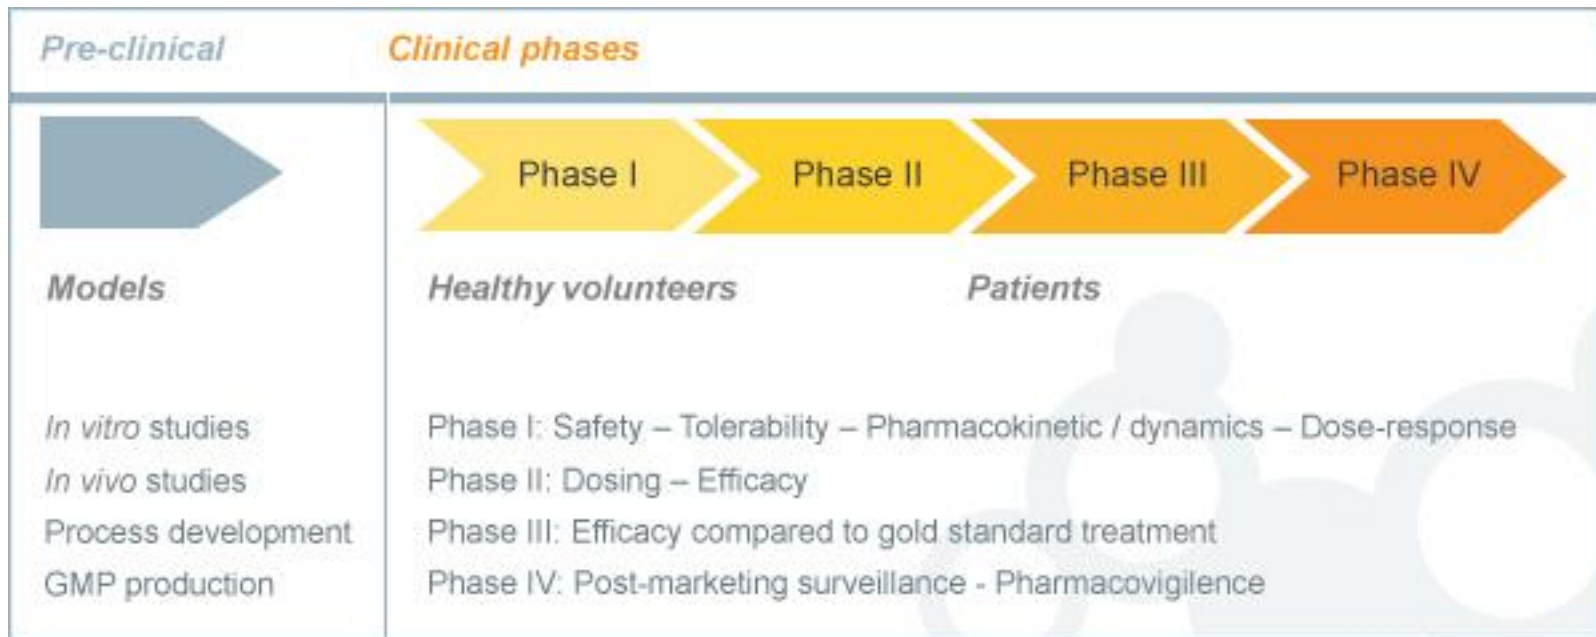 Pre-clinical
Clinical phases
Phase I
Phase II
Phase III
Phase IV
Models
Healthy volunteers
Patients
In vitro studies
In vivo studies
Process development
GMP production
Phase I: Safety – Tolerability – Pharmacokinetic / dynamics – Dose-response
Phase II: Dosing – Efficacy
Phase III: Efficacy compared to gold standard treatment
Phase IV: Post-marketing surveillance - Pharmacovigilence